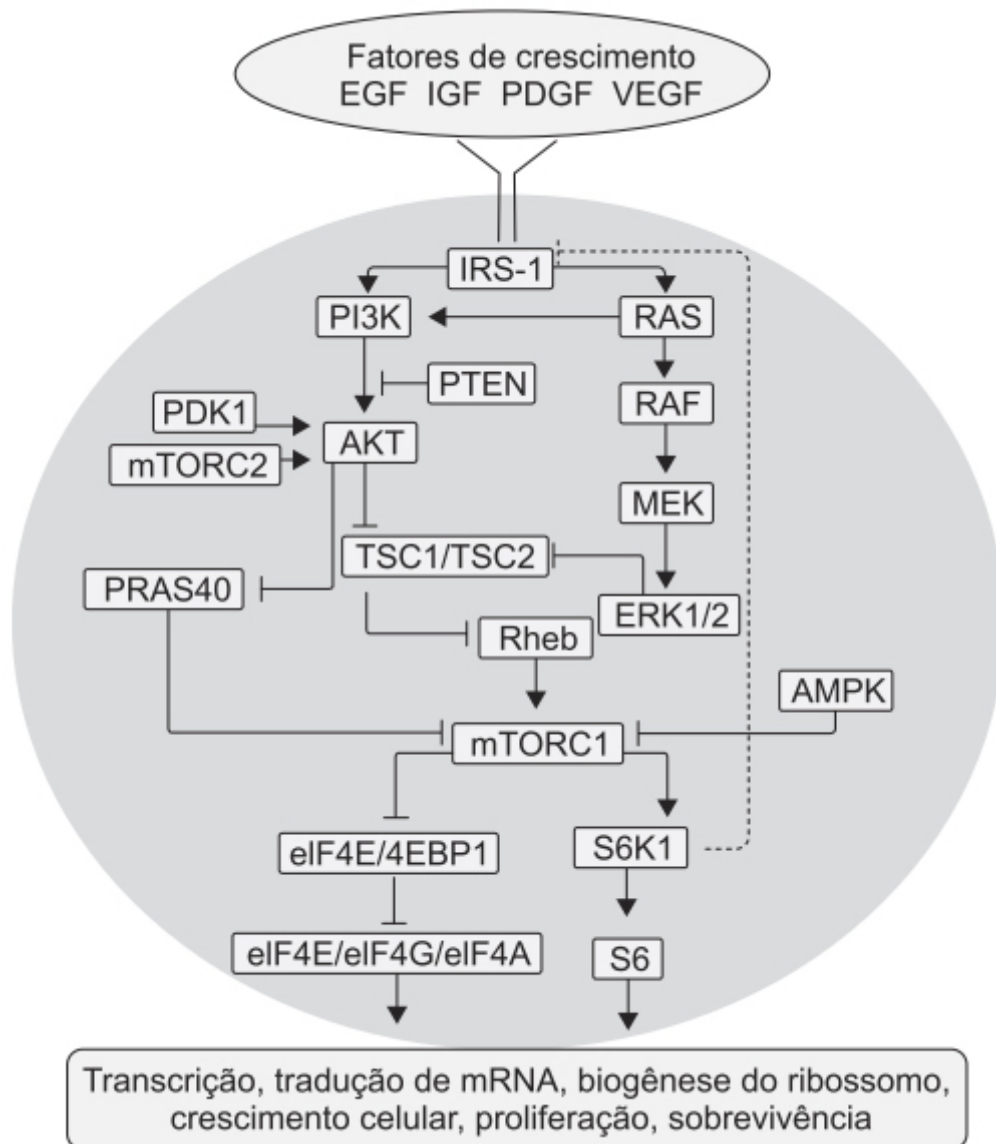 Fatores de crescimento
EGF IGF PDGF VEGF
IRS-1
PI3K
RAS
PTEN
RAF
PDK1
AKT
mTORC2
MEK
TSC1/TSC2
PRAS40
ERK1/2
Rheb
AMPK
mTORC1
eIF4E/4EBP1
S6K1
eIF4E/eIF4G/eIF4A
S6
Transcrição, tradução de mRNA, biogênese do ribossomo,
crescimento celular, proliferação, sobrevivência